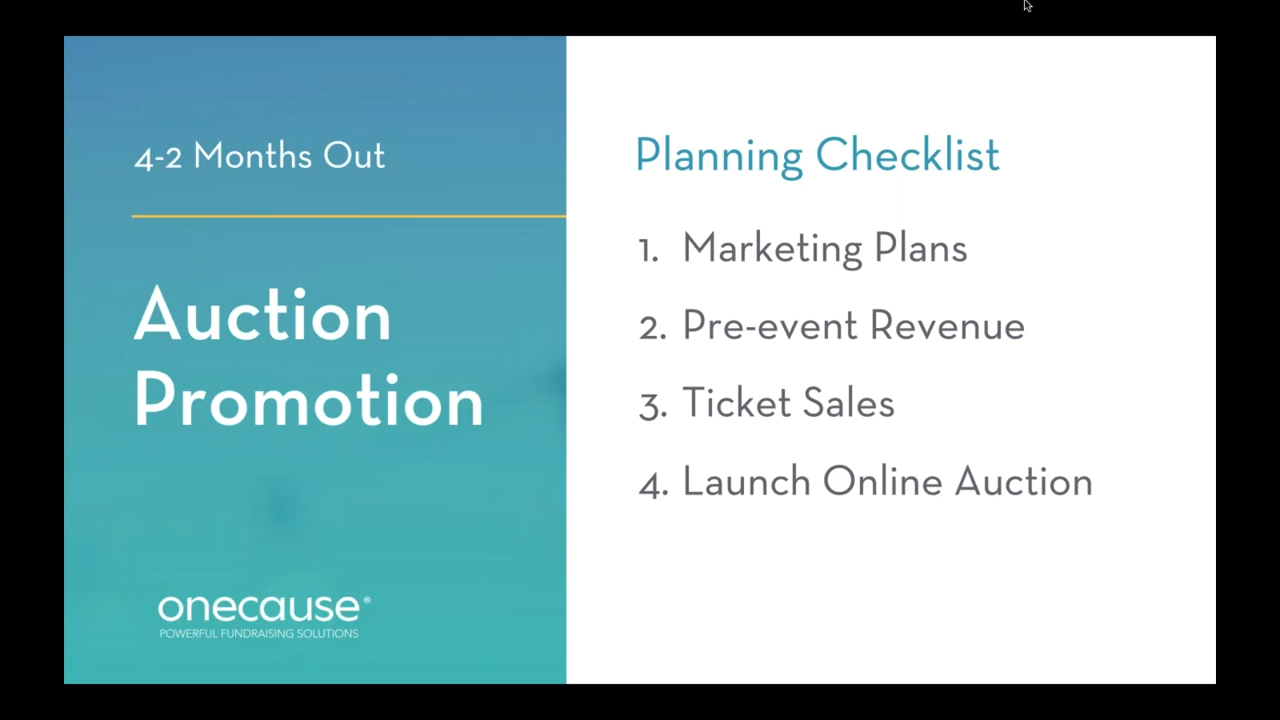 4-2 Months Out
Auction
Promotion
onecause®
POWERFUL FUNDRAISING SOLUTIONS
Planning Checklist
1. Marketing Plans
2. Pre-event Revenue
3. Ticket Sales
4. Launch Online Auction